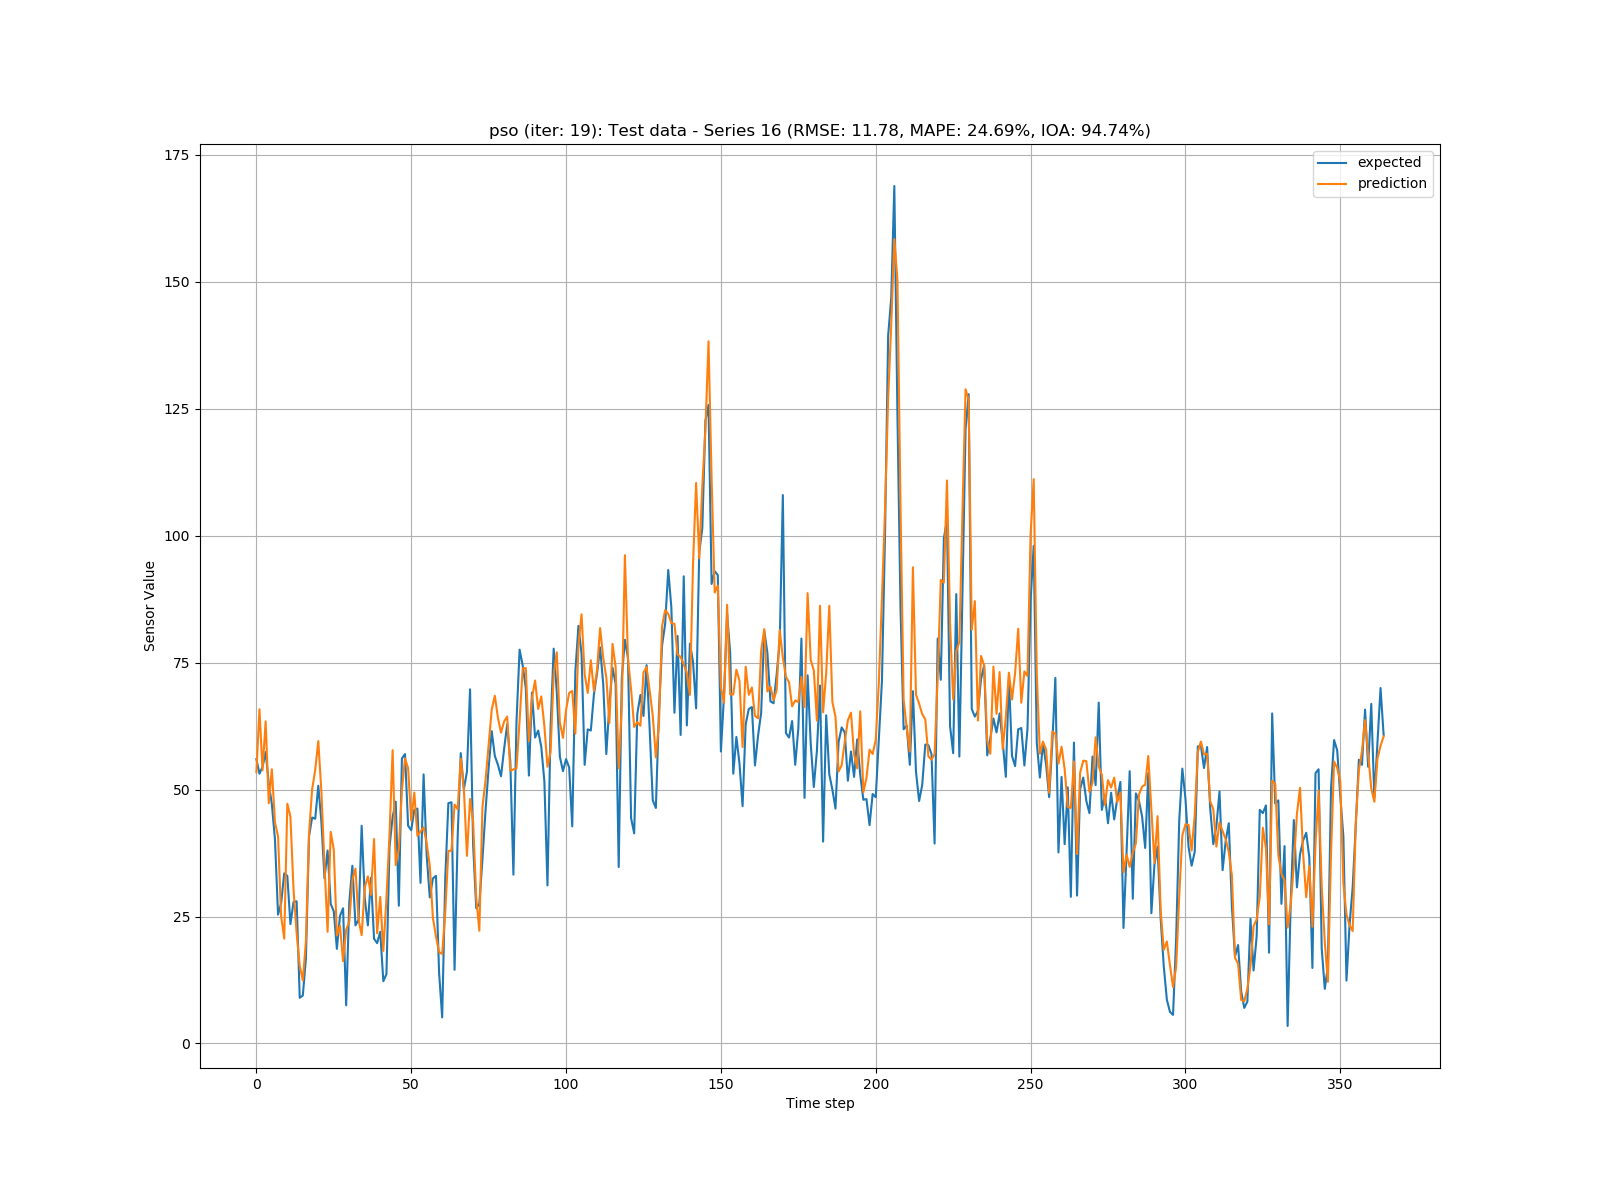 pso (iter: 19): Test data - Series 16 (RMSE: 11.78, MAPE: 24.69%, IOA: 94.74%)
expected
prediction
175
150
125
100
75
50
25
0
Sensor Value
0 50 100 150 200 250 300 350
Time step